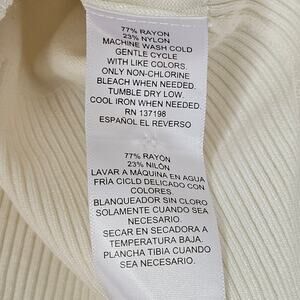 77% RAYON
23% NYLON
MACHINE WASH COLD
GENTLE CYCLE
WITH LIKE COLORS.
ONLY NON-CHLORINE
BLEACH WHEN NEEDED.
TUMBLE DRY LOW.
COOL IRON WHEN NEEDED.
RN 137198
ESPAÑOL EL REVERSO
77% RAYÓN
23% NILÓN
LAVAR A MÁQUINA EN AGUA
FRÍA CICLD DELICADO CON
COLORES.
BLANQUEADOR SIN CLORO
SOLAMENTE CUANDO SEA
NECESARIO.
SECAR EN SECADORA A
TEMPERATURA BAJA.
PLANCHA TIBIA CUANDO
SEA NECESARIO.